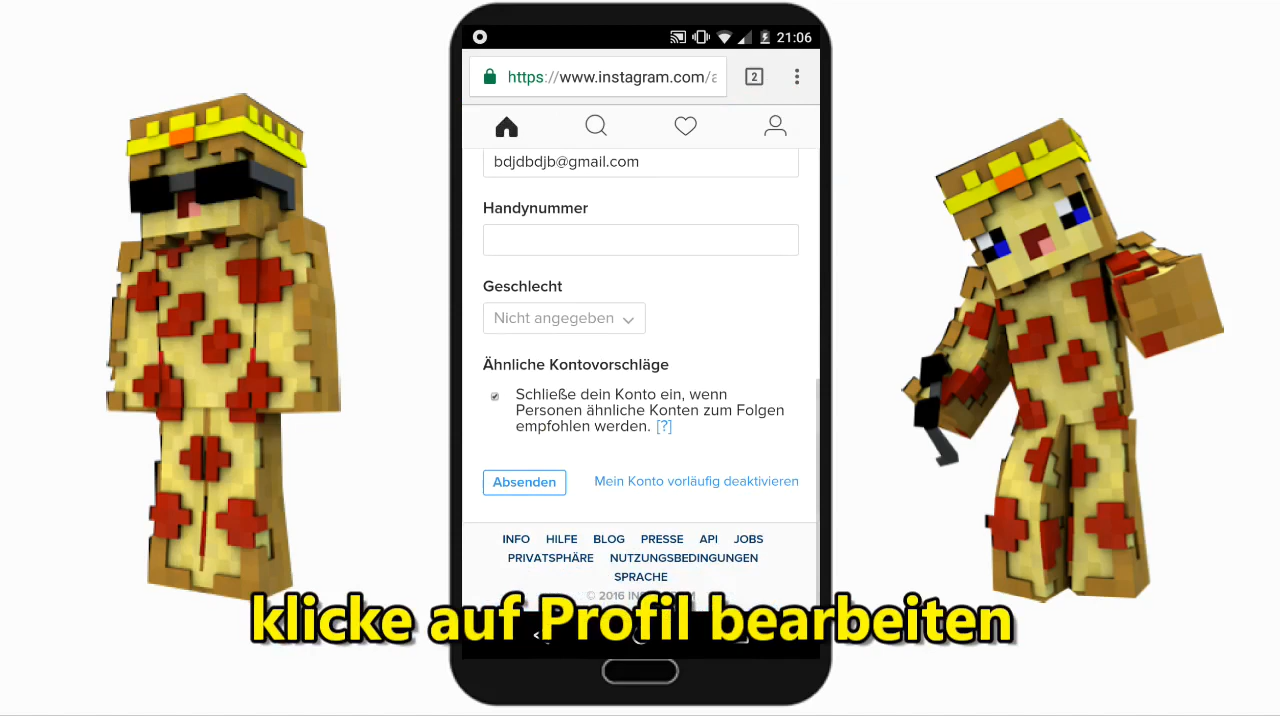 21:06
https://www.instagram.com/a
2
bdjdbdjb@gmail.com
Handynummer
Geschlecht
Nicht angegeben
Ähnliche Kontovorschläge
Schließe dein Konto ein, wenn
Personen ähnliche Konten zum Folgen
empfohlen werden. [?]
Absenden Mein Konto vorläufig deaktivieren
INFO HILFE BLOG PRESSE API JOBS
PRIVATSPHÄRE NUTZUNGSBEDINGUNGEN
SPRACHE
© 2016
klicke auf Profil bearbeiten